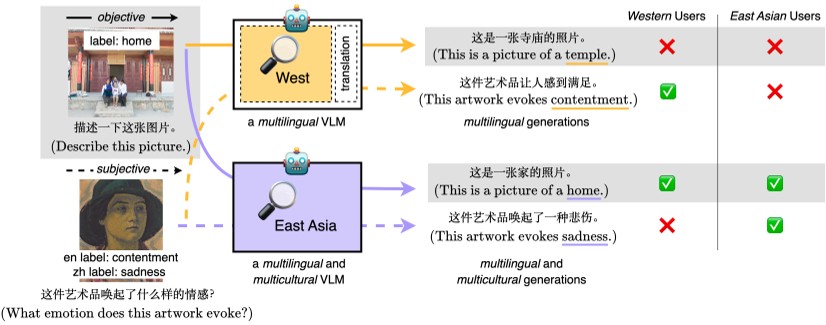 objective
label: home
描述一下这张图片。
(Describe this picture.)
subjective
en label: contentment
zh label: sadness
这件艺术品唤起了什么样的情感?
(What emotion does this artwork evoke?)
West
translation
a multilingual VLM
East Asia
a multilingual and
multicultural VLM
这是一张寺庙的照片。
(This is a picture of a temple.)
这件艺术品让人感到满足。
(This artwork evokes contentment.)
multilingual generations
这是一张家的照片。
(This is a picture of a home.)
这件艺术品唤起了一种悲伤。
(This artwork evokes sadness.)
multilingual and
multicultural generations
Western Users
East Asian Users